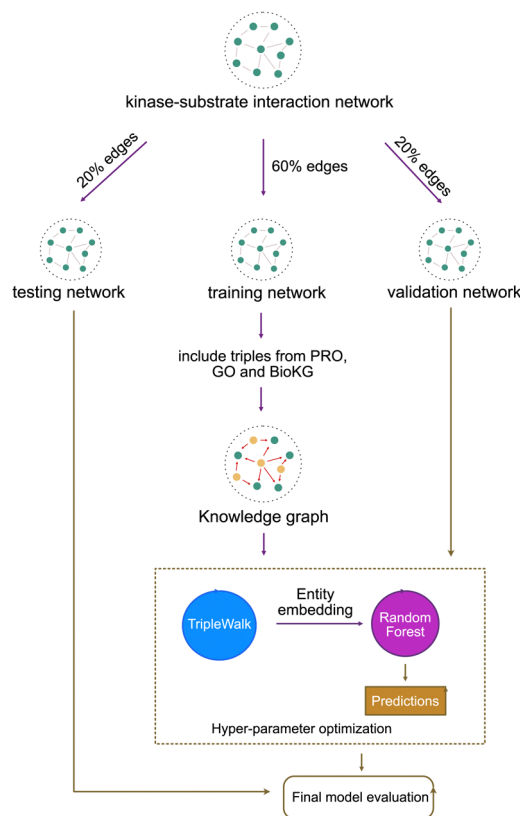 kinase-substrate interaction network
20% edges
60% edges
20% edges
testing network
training network
validation network
include triples from PRO,
GO and BioKG
Knowledge graph
TripleWalk
Entity
embedding
Random
Forest
Predictions
Hyper-parameter optimization
Final model evaluation